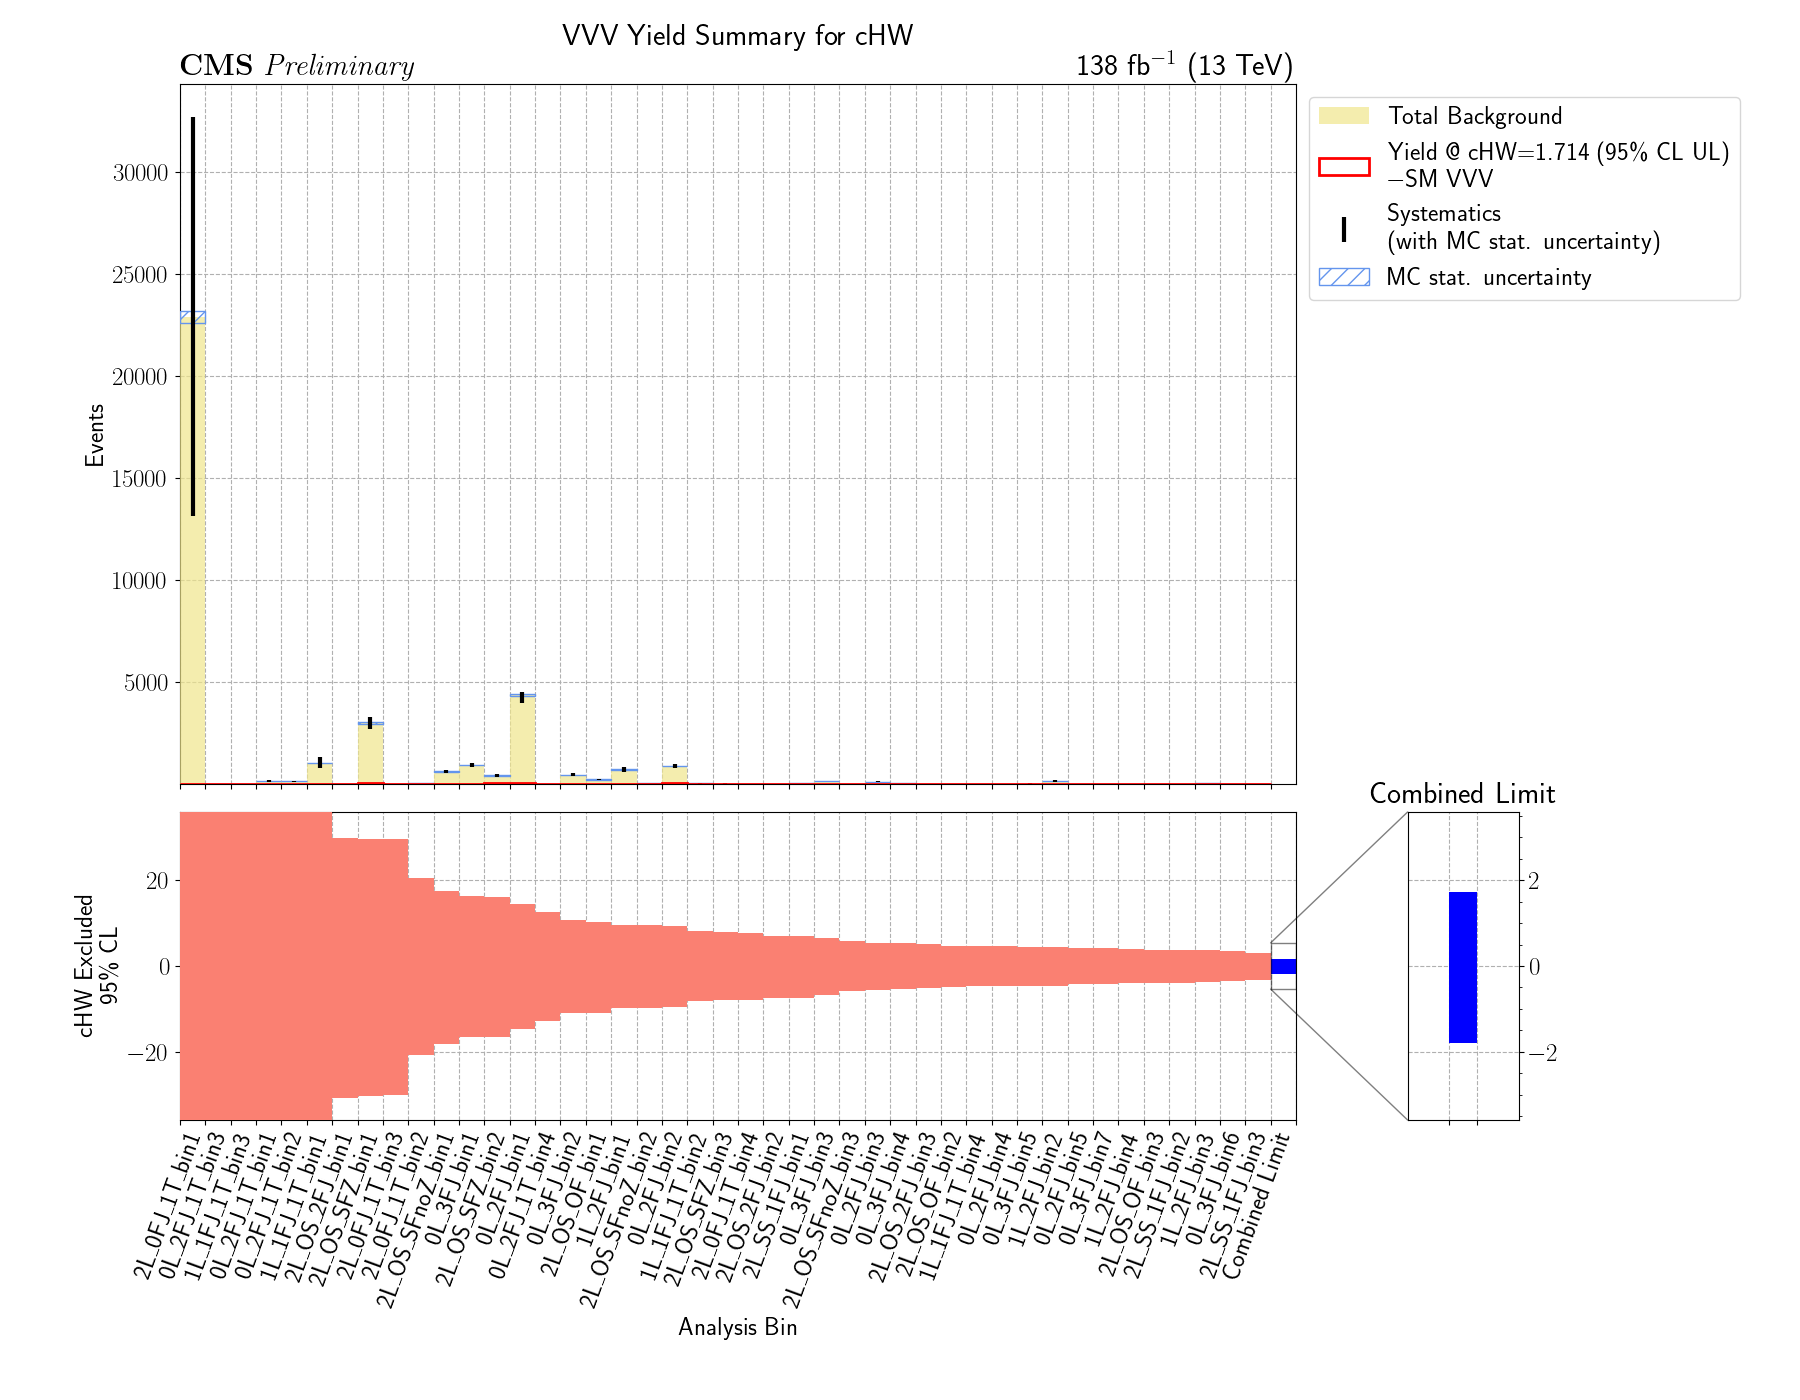 VVV Yield Summary for cHW
CMS Preliminary
138 fb⁻¹ (13 TeV)
Total Background
Yield @ cHW=1.714 (95% CL UL)
−SM VVV
Systematics
(with MC stat. uncertainty)
MC stat. uncertainty
Events
30000
25000
20000
15000
10000
5000
cHW Excluded
95% CL
20
0
−20
Combined Limit
2
0
−2
2L_0FJ_1T_bin1
0L_2FJ_1T_bin3
1L_1FJ_1T_bin3
0L_2FJ_1T_bin1
0L_2FJ_1T_bin2
1L_1FJ_1T_bin1
2L_OS_2FJ_bin1
2L_OS_SFZ_bin1
2L_0FJ_1T_bin3
2L_0FJ_1T_bin2
2L_OS_SFnoZ_bin1
0L_3FJ_bin1
2L_OS_SFZ_bin2
0L_2FJ_bin1
0L_2FJ_1T_bin4
0L_3FJ_bin2
2L_OS_OF_bin1
1L_2FJ_bin1
2L_OS_SFnoZ_bin2
0L_2FJ_bin2
1L_1FJ_1T_bin2
2L_OS_SFZ_bin3
2L_0FJ_1T_bin4
2L_OS_2FJ_bin2
2L_SS_1FJ_bin1
0L_3FJ_bin3
2L_OS_SFnoZ_bin3
0L_2FJ_bin3
0L_3FJ_bin4
2L_OS_2FJ_bin3
2L_OS_OF_bin2
1L_1FJ_1T_bin4
0L_2FJ_bin4
0L_3FJ_bin5
1L_2FJ_bin2
0L_2FJ_bin5
0L_3FJ_bin7
1L_2FJ_bin4
2L_OS_OF_bin3
2L_SS_1FJ_bin2
1L_2FJ_bin3
0L_3FJ_bin6
2L_SS_1FJ_bin3
Combined Limit
Analysis Bin